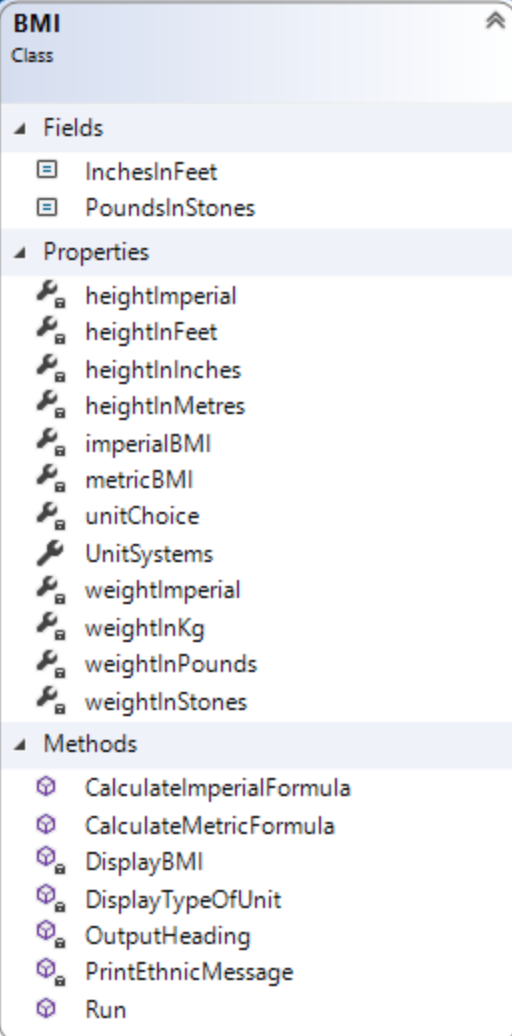 BMI
Class
Fields
InchesInFeet
PoundsInStones
Properties
heightImperial
heightInFeet
heightInInches
heightInMetres
imperialBMI
metricBMI
unitChoice
UnitSystems
weightImperial
weightInKg
weightInPounds
weightInStones
Methods
CalculateImperialFormula
CalculateMetricFormula
DisplayBMI
DisplayTypeOfUnit
OutputHeading
PrintEthnicMessage
Run